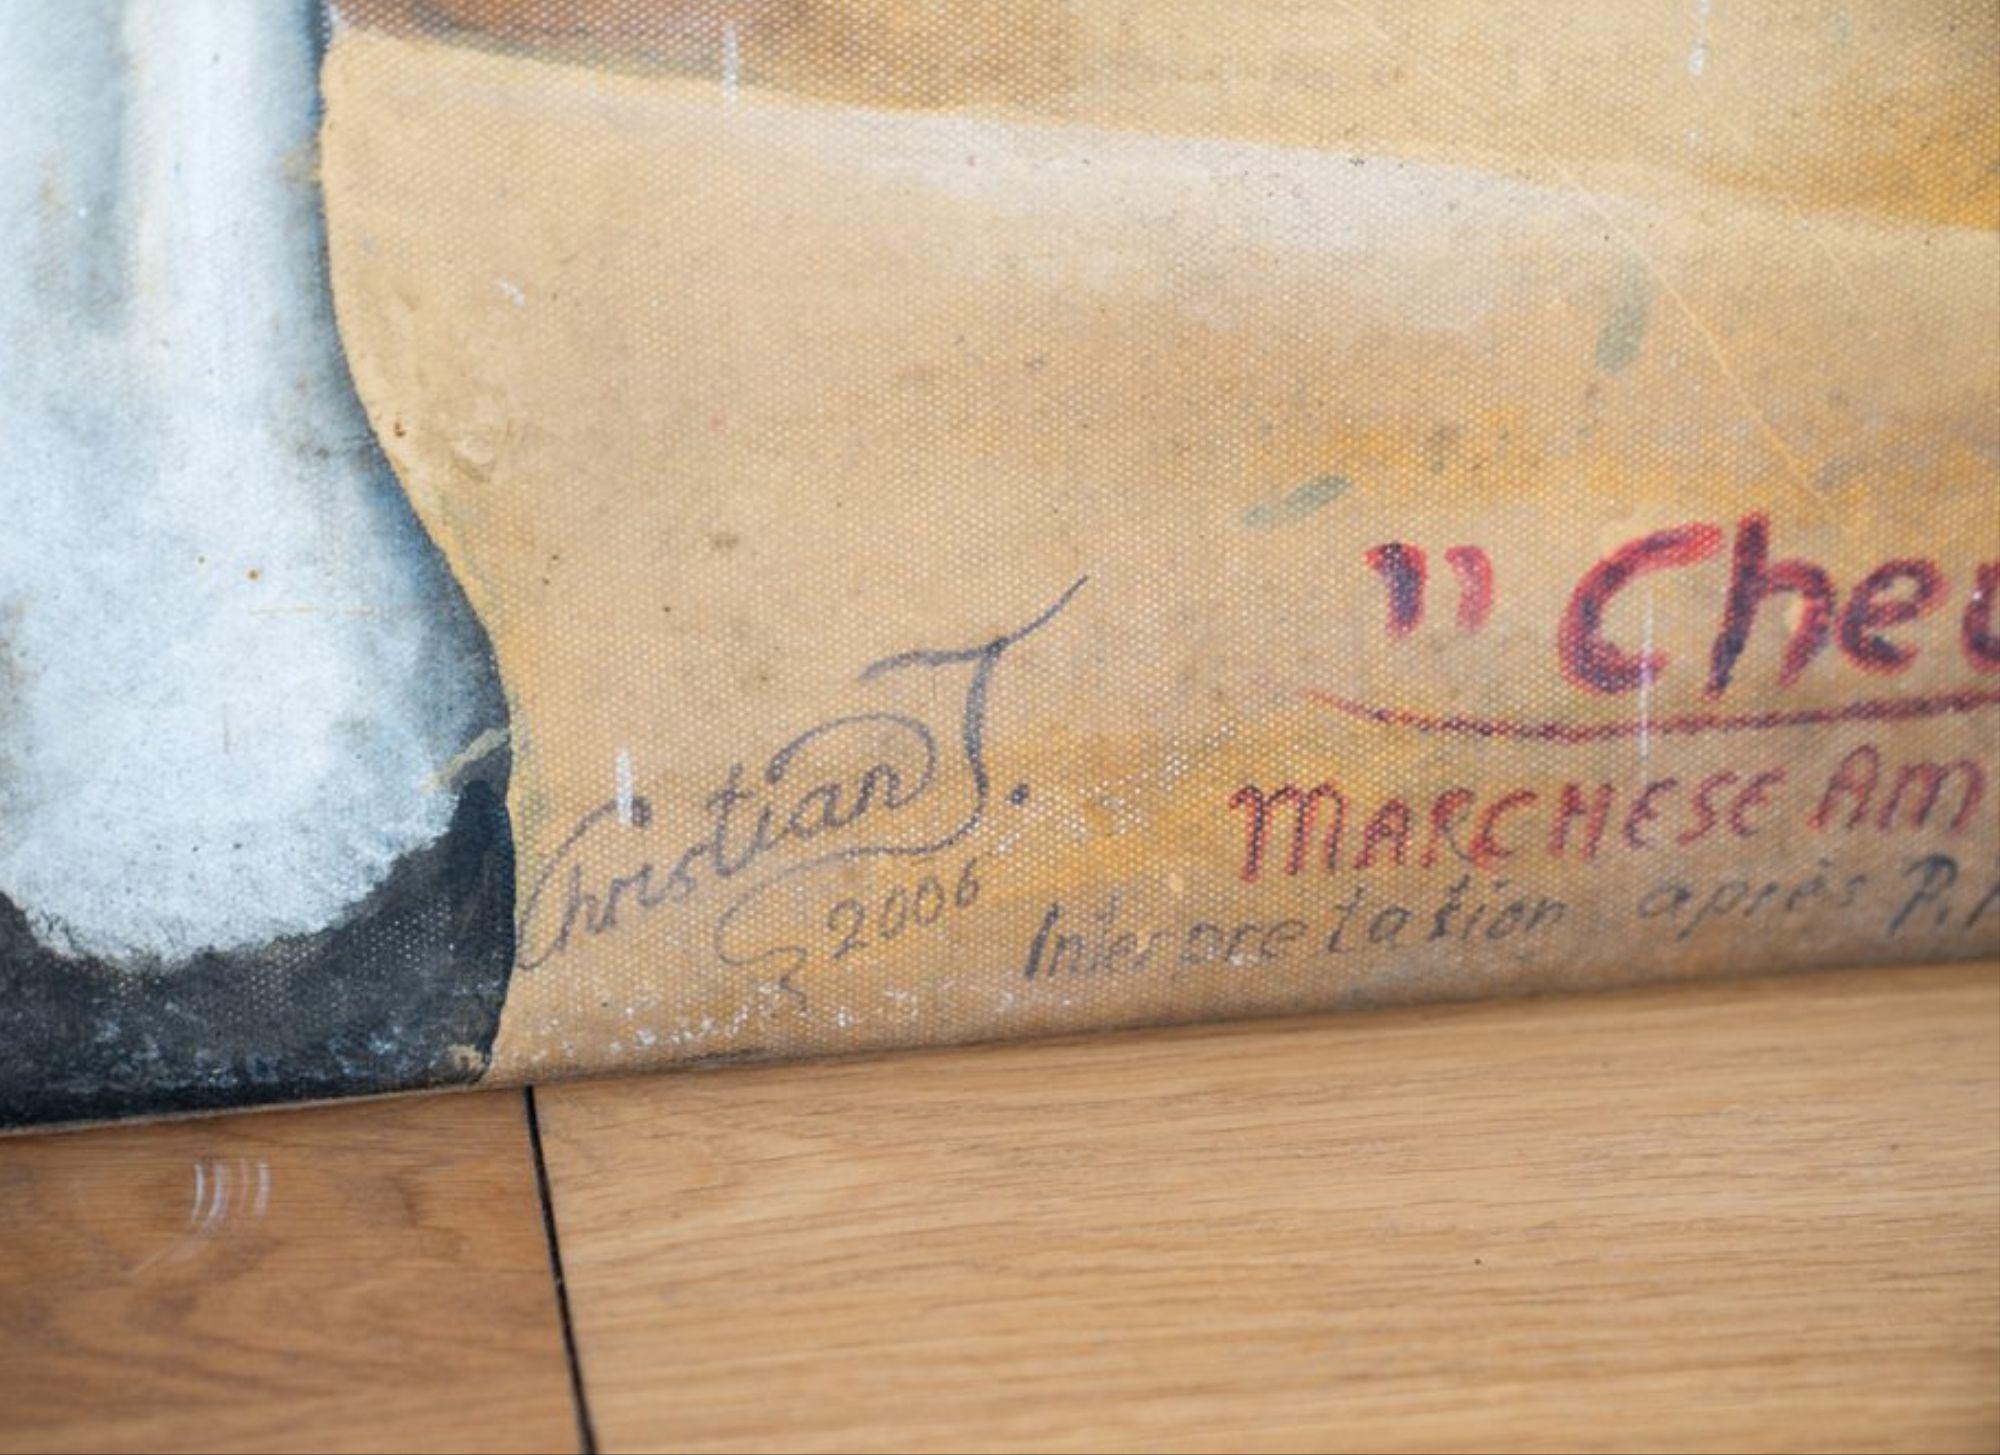 Christian J.
2006
" Che
MARCHESE AM
Interpretation après P.